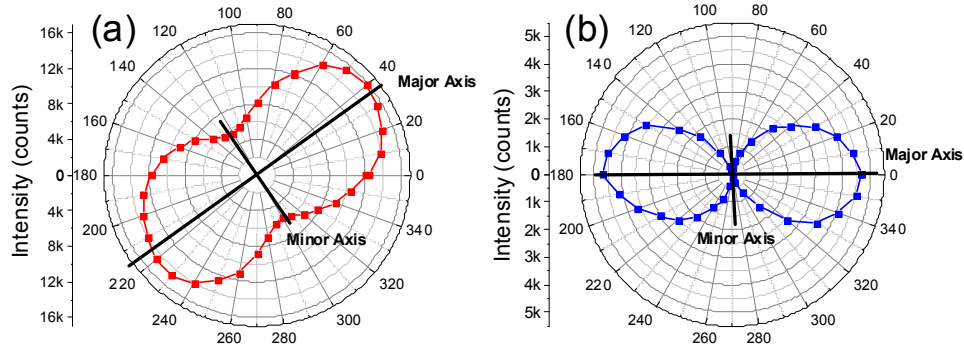 (a)
Intensity (counts)
16k
12k
8k
4k
0
4k
8k
12k
16k
100
80
120
60
140
40
160
20
180
0
200
340
220
320
240
300
260
280
Major Axis
Minor Axis
(b)
Intensity (counts)
5k
4k
3k
2k
1k
0
1k
2k
3k
4k
5k
100
80
120
60
140
40
160
20
180
0
200
340
220
320
240
300
260
280
Major Axis
Minor Axis